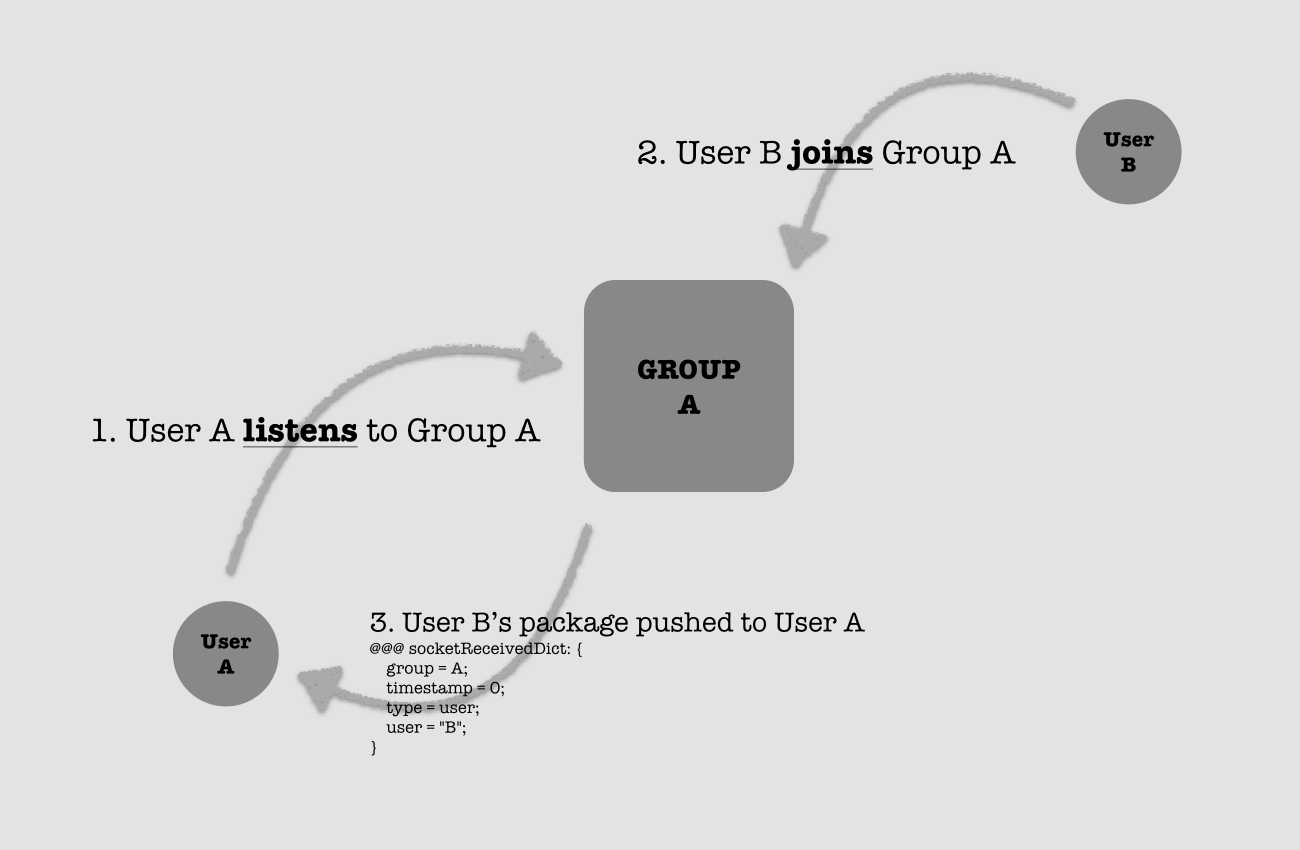 User
B
2. User B joins Group A
GROUP
A
1. User A listens to Group A
User
A
3. User B’s package pushed to User A
@@@ socketReceivedDict: {
group = A;
timestamp = 0;
type = user;
user = "B";
}